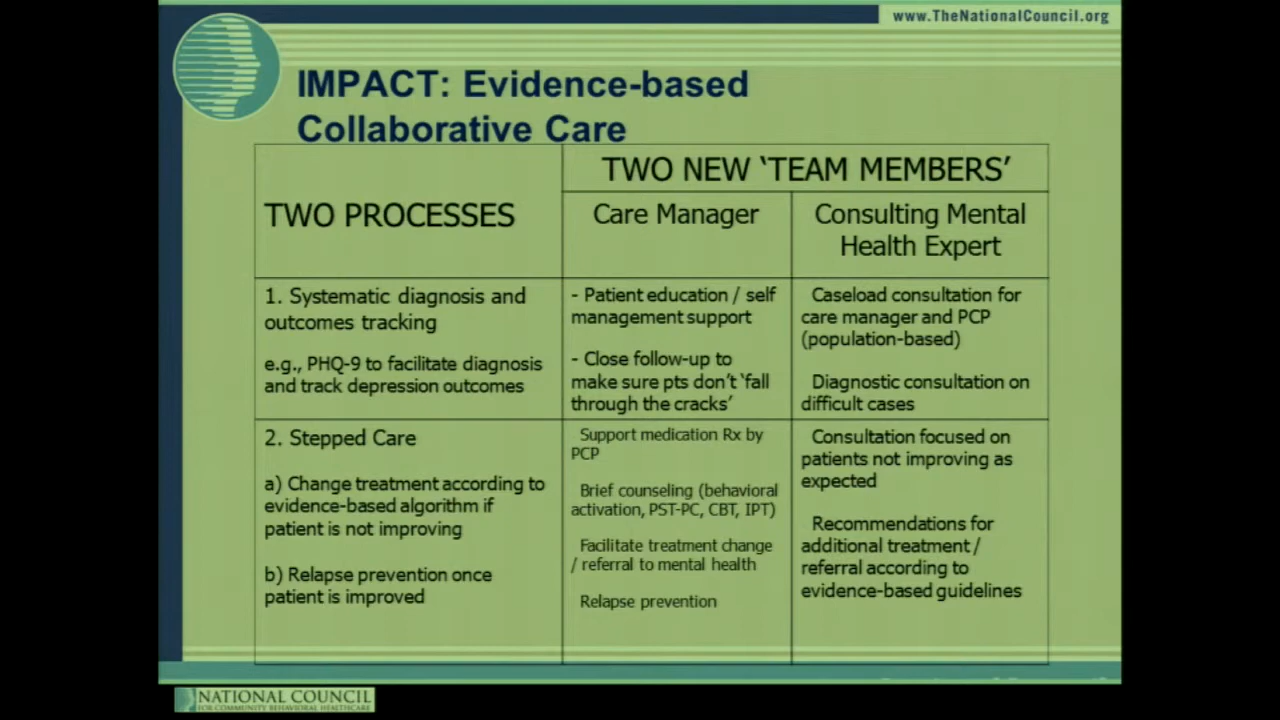 www.TheNationalCouncil.org
IMPACT: Evidence-based
Collaborative Care
TWO PROCESSES
TWO NEW ‘TEAM MEMBERS’
Care Manager
Consulting Mental
Health Expert
1. Systematic diagnosis and
outcomes tracking
e.g., PHQ-9 to facilitate diagnosis
and track depression outcomes
- Patient education / self
management support
- Close follow-up to
make sure pts don’t ‘fall
through the cracks’
Caseload consultation for
care manager and PCP
(population-based)
Diagnostic consultation on
difficult cases
2. Stepped Care
a) Change treatment according to
evidence-based algorithm if
patient is not improving
b) Relapse prevention once
patient is improved
Support medication Rx by
PCP
Brief counseling (behavioral
activation, PST-PC, CBT, IPT)
Facilitate treatment change
/ referral to mental health
Relapse prevention
Consultation focused on
patients not improving as
expected
Recommendations for
additional treatment /
referral according to
evidence-based guidelines
NATIONAL COUNCIL
FOR COMMUNITY BEHAVIORAL HEALTHCARE